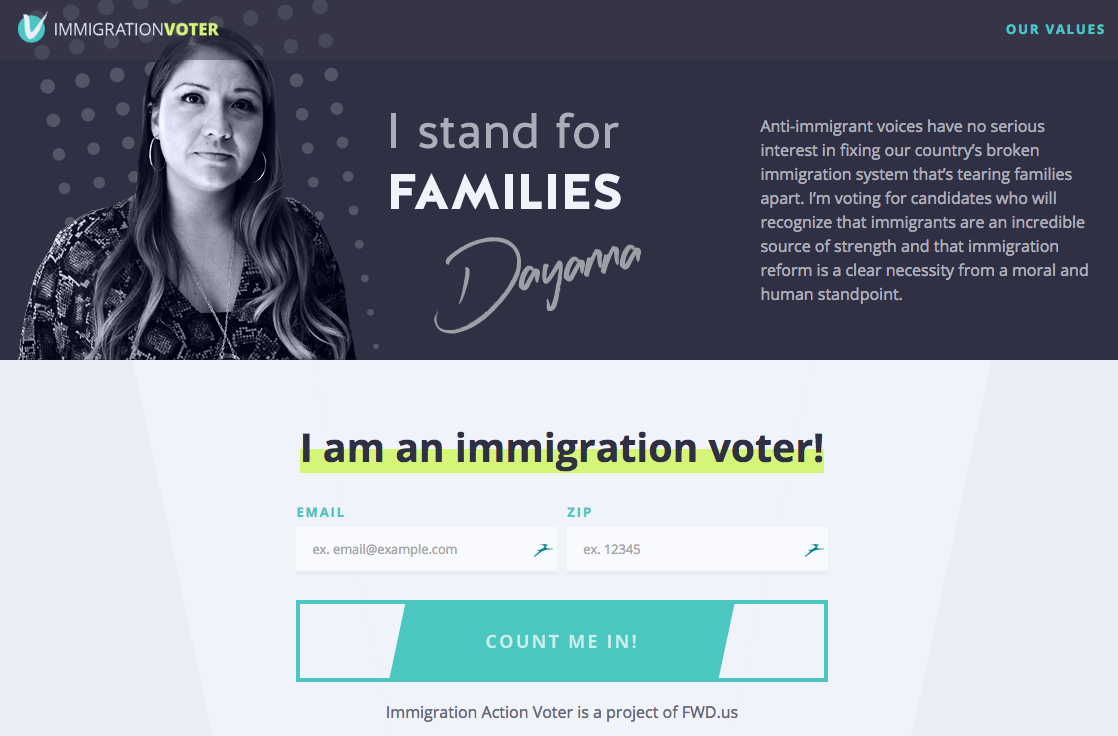 IMMIGRATIONVOTER
OUR VALUES
I stand for
FAMILIES
Dayanna
Anti-immigrant voices have no serious
interest in fixing our country’s broken
immigration system that’s tearing families
apart. I’m voting for candidates who will
recognize that immigrants are an incredible
source of strength and that immigration
reform is a clear necessity from a moral and
human standpoint.
I am an immigration voter!
EMAIL
ZIP
ex. email@example.com
ex. 12345
COUNT ME IN!
Immigration Action Voter is a project of FWD.us